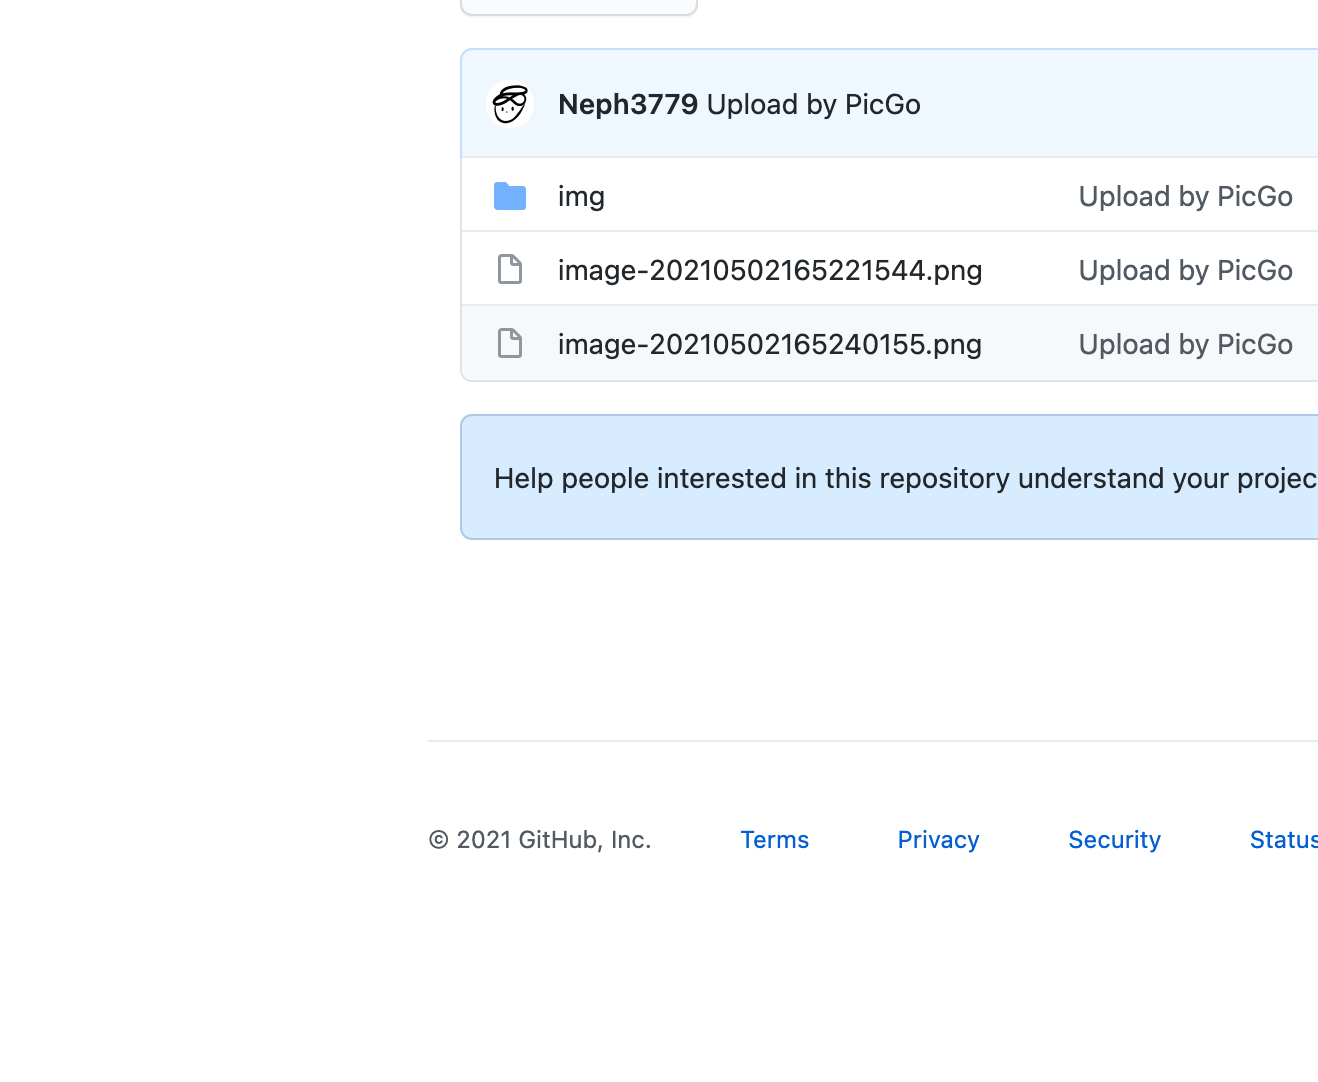 Neph3779 Upload by PicGo
img Upload by PicGo
image-20210502165221544.png Upload by PicGo
image-20210502165240155.png Upload by PicGo
Help people interested in this repository understand your projec
© 2021 GitHub, Inc. Terms Privacy Security Status